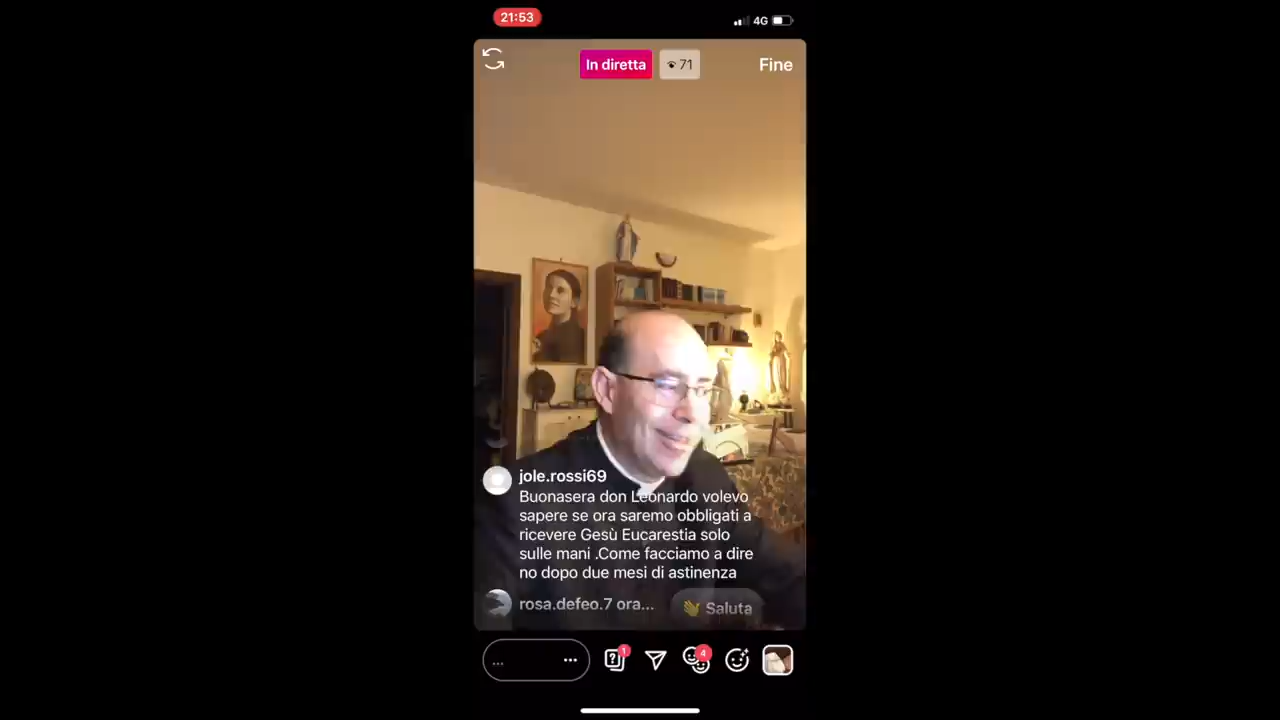 21:53
4G
In diretta
71
Fine
jole.rossi69
Buonasera don Leonardo volevo
sapere se ora saremo obbligati a
ricevere Gesù Eucarestia solo
sulle mani .Come facciamo a dire
no dopo due mesi di astinenza
rosa.defeo.7 ora...
👋 Saluta
...
1
4